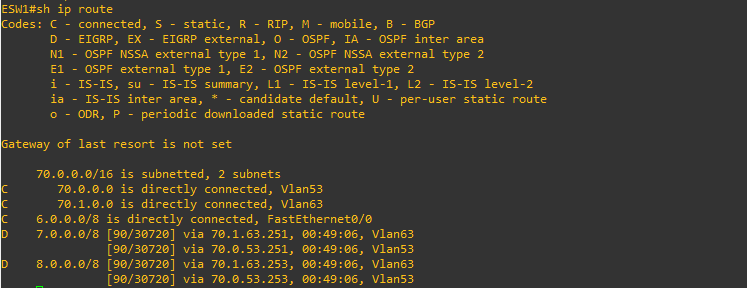 ESW1#sh ip route
Codes: C - connected, S - static, R - RIP, M - mobile, B - BGP
       D - EIGRP, EX - EIGRP external, O - OSPF, IA - OSPF inter area
       N1 - OSPF NSSA external type 1, N2 - OSPF NSSA external type 2
       E1 - OSPF external type 1, E2 - OSPF external type 2
       i - IS-IS, su - IS-IS summary, L1 - IS-IS level-1, L2 - IS-IS level-2
       ia - IS-IS inter area, * - candidate default, U - per-user static route
       o - ODR, P - periodic downloaded static route
Gateway of last resort is not set
     70.0.0.0/16 is subnetted, 2 subnets
C       70.0.0.0 is directly connected, Vlan53
C       70.1.0.0 is directly connected, Vlan63
C    6.0.0.0/8 is directly connected, FastEthernet0/0
D    7.0.0.0/8 [90/30720] via 70.1.63.251, 00:49:06, Vlan63
               [90/30720] via 70.0.53.251, 00:49:06, Vlan53
D    8.0.0.0/8 [90/30720] via 70.1.63.253, 00:49:06, Vlan63
               [90/30720] via 70.0.53.253, 00:49:06, Vlan53